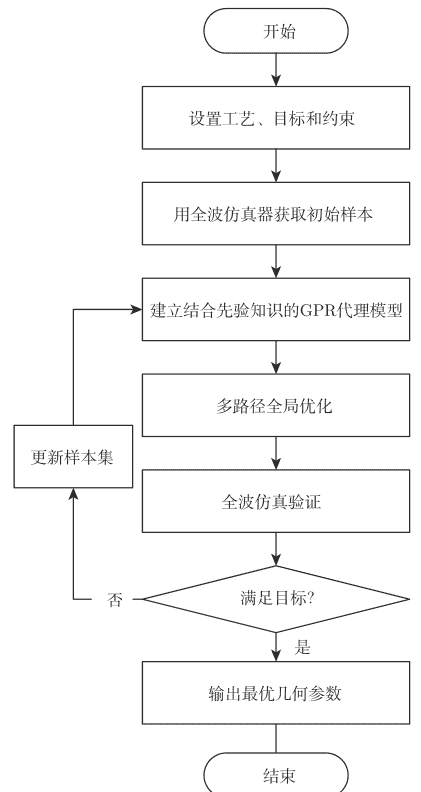 开始
设置工艺、目标和约束
用全波仿真器获取初始样本
建立结合先验知识的GPR代理模型
多路径全局优化
更新样本集
全波仿真验证
满足目标?
否
是
输出最优几何参数
结束